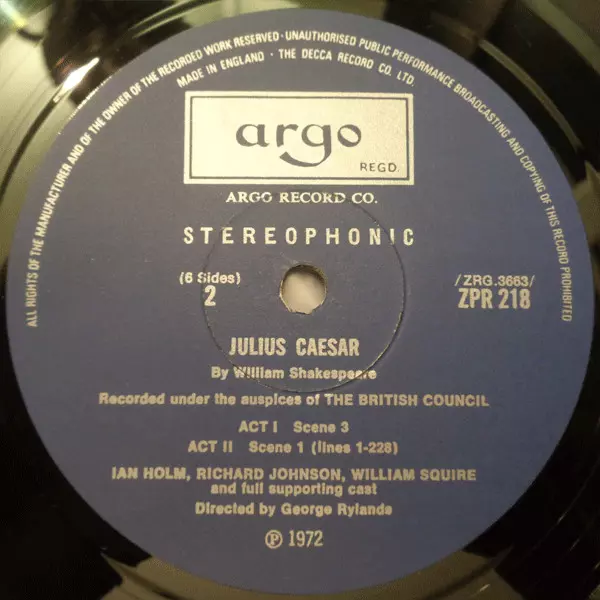 ALL RIGHTS OF THE MANUFACTURER AND OF THE OWNER OF THE RECORDED WORK RESERVED · UNAUTHORISED PUBLIC PERFORMANCE BROADCASTING AND COPYING OF THIS RECORD PROHIBITED
MADE IN ENGLAND · THE DECCA RECORD CO. LTD.
argo
REGD.
ARGO RECORD CO.
STEREOPHONIC
(6 Sides) /ZRG.3663/
2 ZPR 218
JULIUS CAESAR
By William Shakespeare
Recorded under the auspices of THE BRITISH COUNCIL
ACT I Scene 3
ACT II Scene 1 (lines 1-228)
IAN HOLM, RICHARD JOHNSON, WILLIAM SQUIRE
and full supporting cast
Directed by George Rylands
Ⓟ 1972